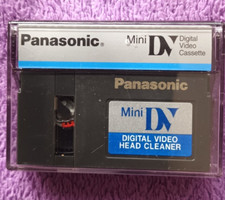 Panasonic®
Mini DV Digital Video Cassette
Panasonic
Mini DV
DIGITAL VIDEO
HEAD CLEANER